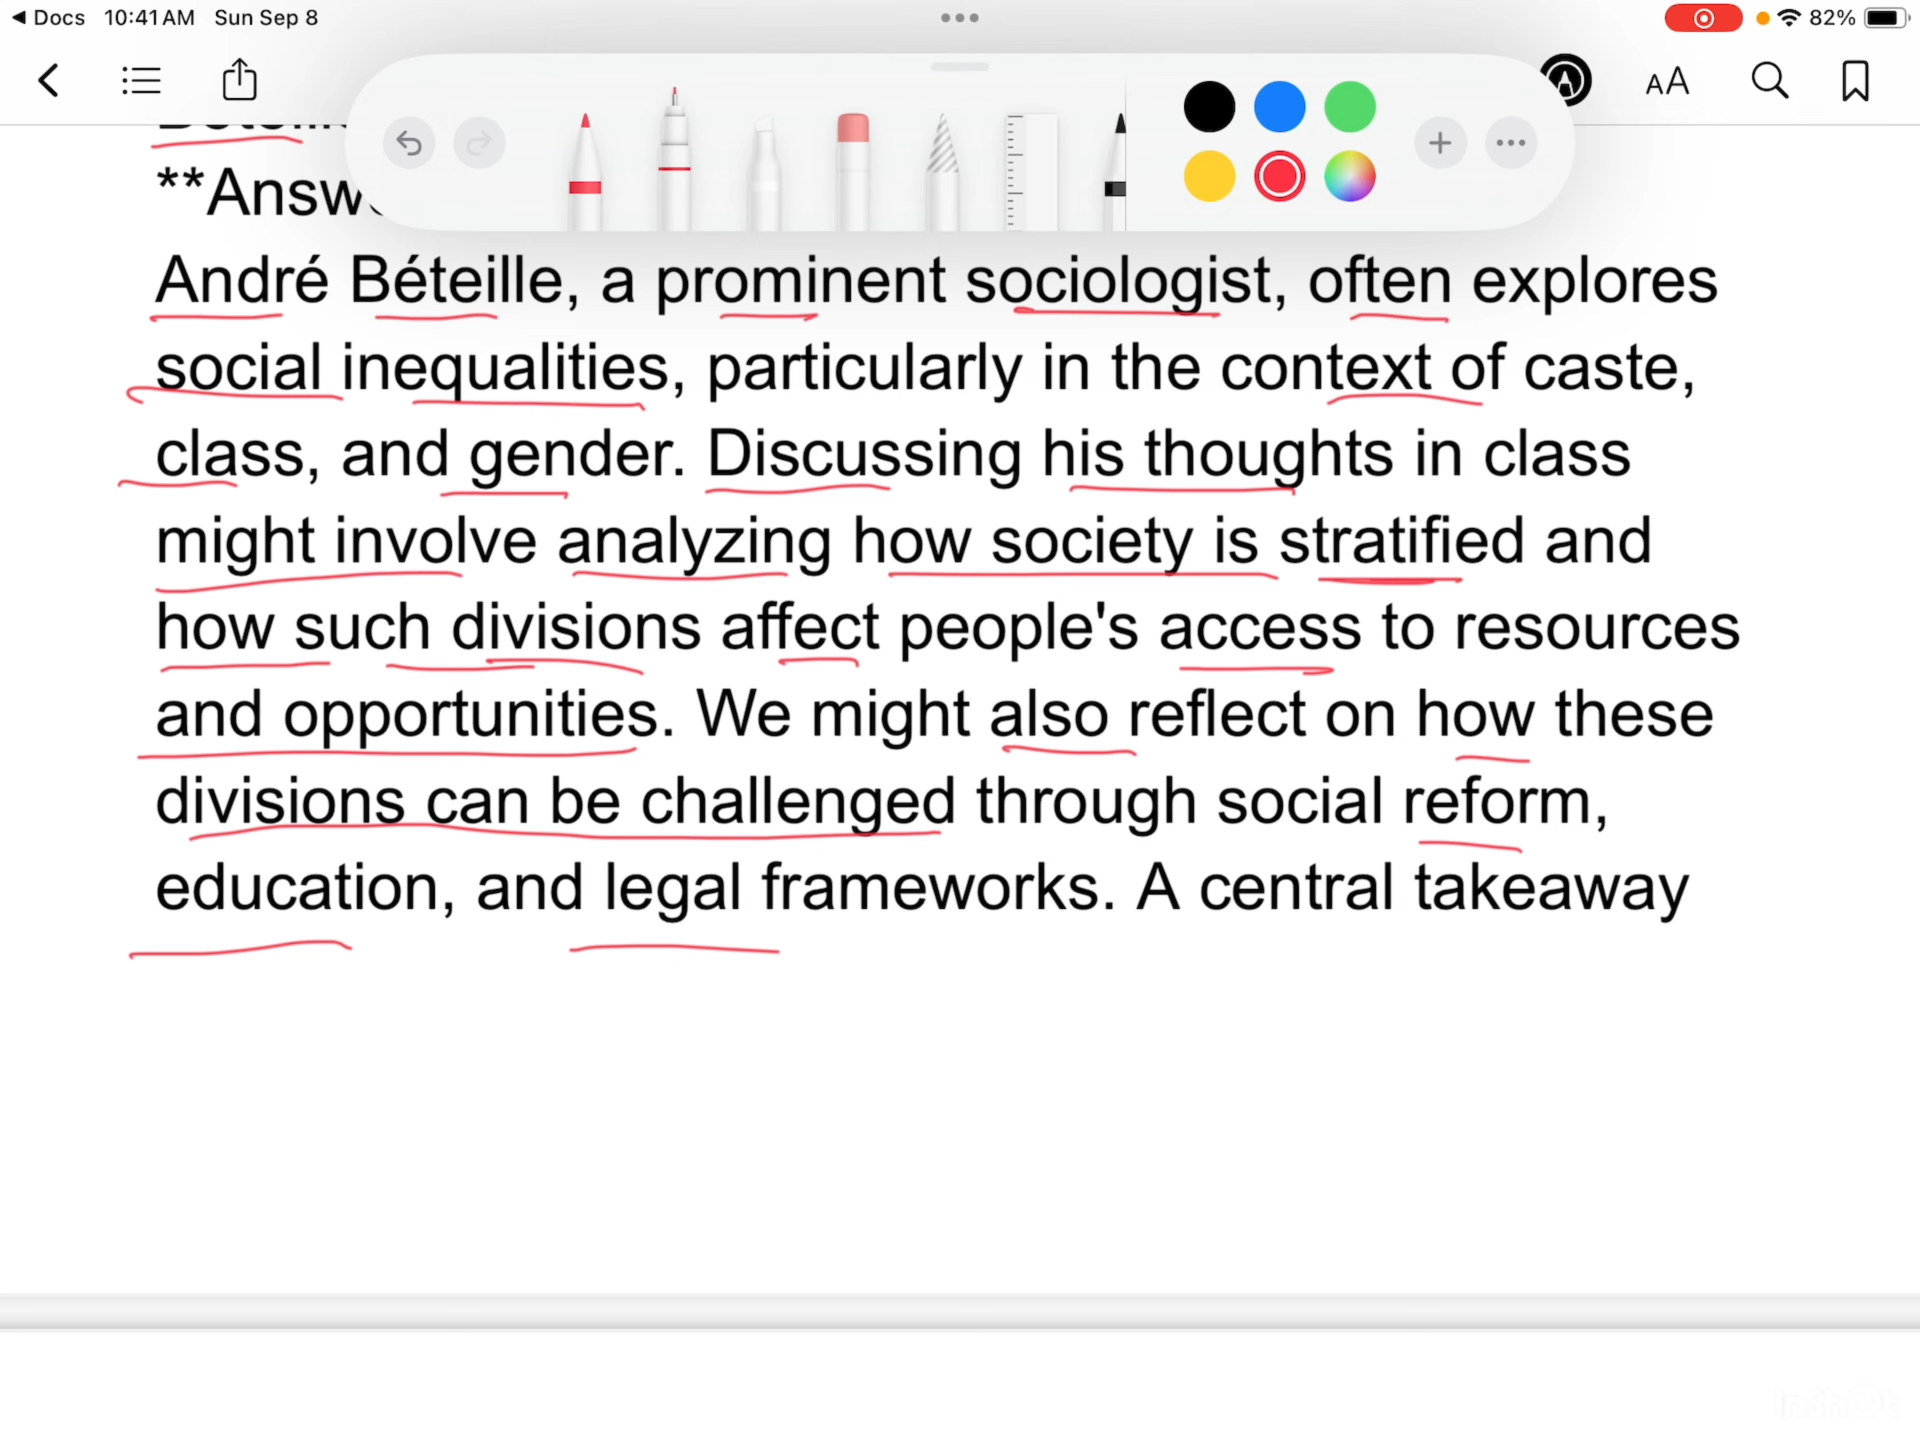 ◀ Docs 10:41 AM Sun Sep 8
82%
AA
**Answ
André Béteille, a prominent sociologist, often explores
social inequalities, particularly in the context of caste,
class, and gender. Discussing his thoughts in class
might involve analyzing how society is stratified and
how such divisions affect people's access to resources
and opportunities. We might also reflect on how these
divisions can be challenged through social reform,
education, and legal frameworks. A central takeaway